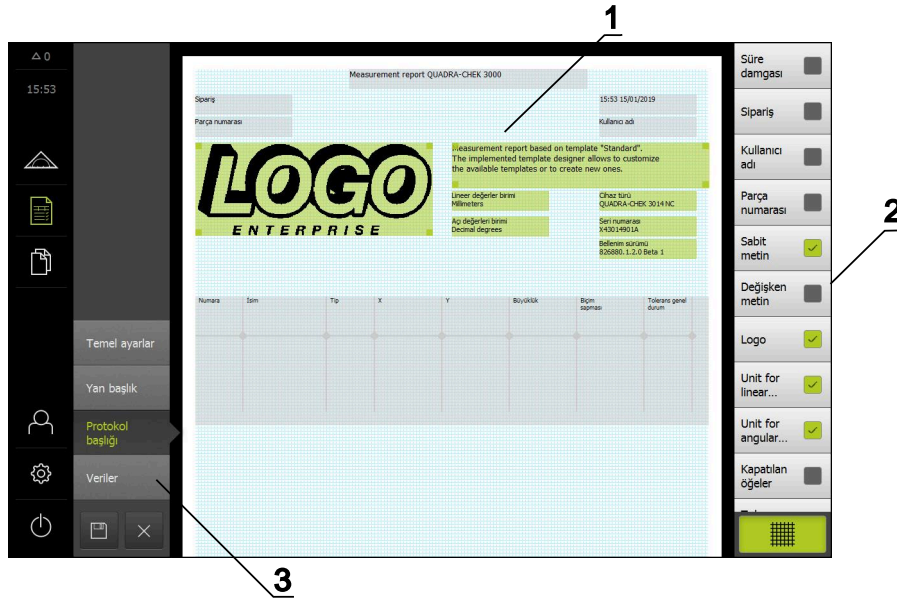 1
0
15:53
Temel ayarlar
Yan başlık
Protokol
başlığı
Veriler
3
Measurement report QUADRA-CHEK 3000
Sipariş
15:53 15/01/2019
Parça numarası
Kullanıcı adı
LOGO
ENTERPRISE
easurement report based on template "Standard".
The implemented template designer allows to customize
the available templates or to create new ones.
Lineer değerler birimi
Millimeters
Cihaz türü
QUADRA-CHEK 3014 NC
Açı değerleri birimi
Decimal degrees
Seri numarası
X43014901A
Bellenim sürümü
826880.1.2.0 Beta 1
Numara İsim Tip X Y Büyüklük Biçim sapması Tolerans genel durum
Süre
damgası
Sipariş
Kullanıcı
adı
Parça
numarası
2
Sabit
metin
Değişken
metin
Logo
Unit for
linear...
Unit for
angular...
Kapatılan
öğeler